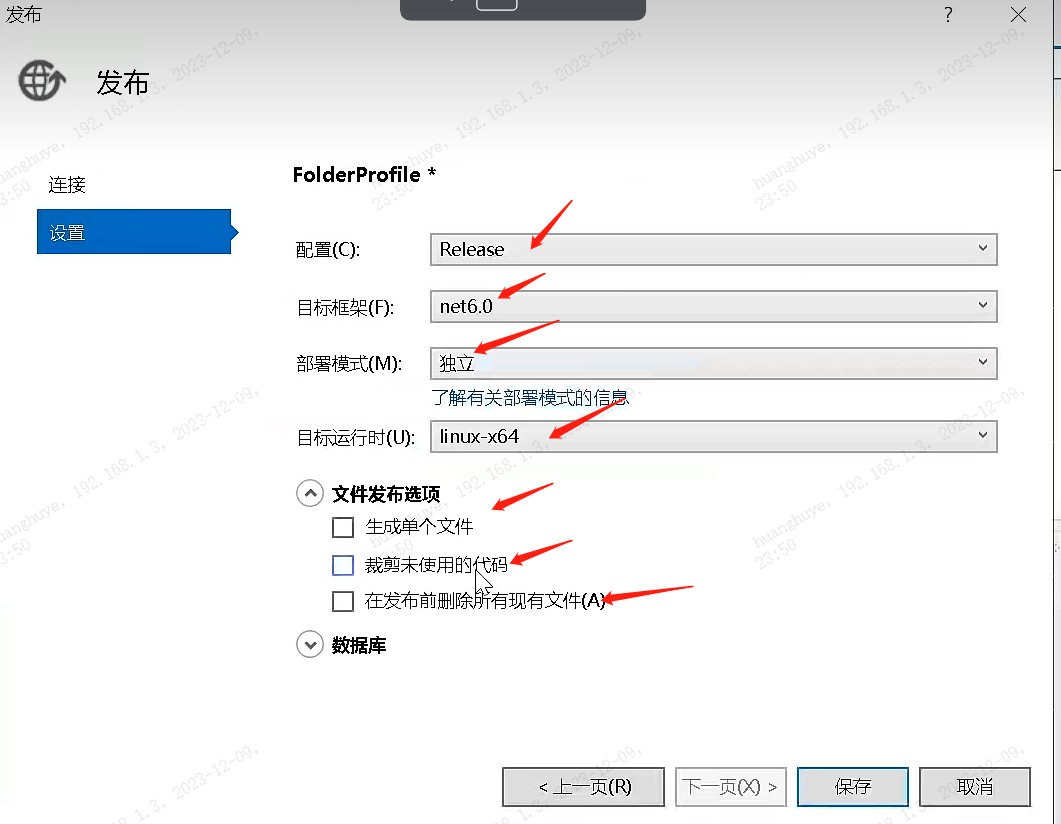 发布
?
发布
FolderProfile *
连接
设置
配置(C): Release
目标框架(F): net6.0
部署模式(M): 独立
了解有关部署模式的信息
目标运行时(U): linux-x64
文件发布选项
生成单个文件
裁剪未使用的代码
在发布前删除所有现有文件(A)
数据库
< 上一页(R) 下一页(X) > 保存 取消
huanghuye, 192.168.1.3, 2023-12-09,
23:50